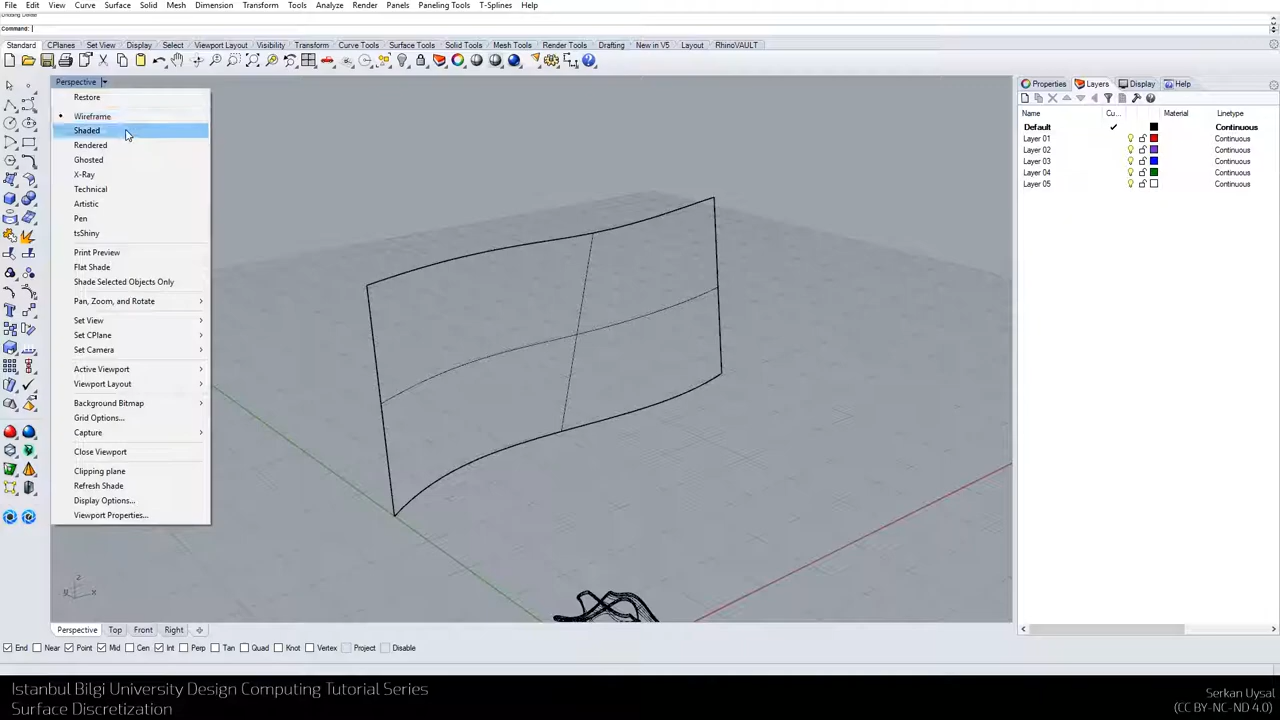 File Edit View Curve Surface Solid Mesh Dimension Transform Tools Analyze Render Panels Paneling Tools T-Splines Help
Command:
Standard CPlanes Set View Display Select Viewport Layout Visibility Transform Curve Tools Surface Tools Solid Tools Mesh Tools Render Tools Drafting New in V5 Layout RhinoVAULT
Perspective
Properties Layers Display Help
Restore
Wireframe
Shaded
Rendered
Ghosted
X-Ray
Technical
Artistic
Pen
tsShiny
Print Preview
Flat Shade
Shade Selected Objects Only
Pan, Zoom, and Rotate
Set View
Set CPlane
Set Camera
Active Viewport
Viewport Layout
Background Bitmap
Grid Options...
Capture
Close Viewport
Clipping plane
Refresh Shade
Display Options...
Viewport Properties...
Name Cu... Material Linetype
Default Continuous
Layer 01 Continuous
Layer 02 Continuous
Layer 03 Continuous
Layer 04 Continuous
Layer 05 Continuous
z
y x
Perspective Top Front Right
End Near Point Mid Cen Int Perp Tan Quad Knot Vertex Project Disable
Istanbul Bilgi University Design Computing Tutorial Series
Surface Discretization
Serkan Uysal
(CC BY-NC-ND 4.0)